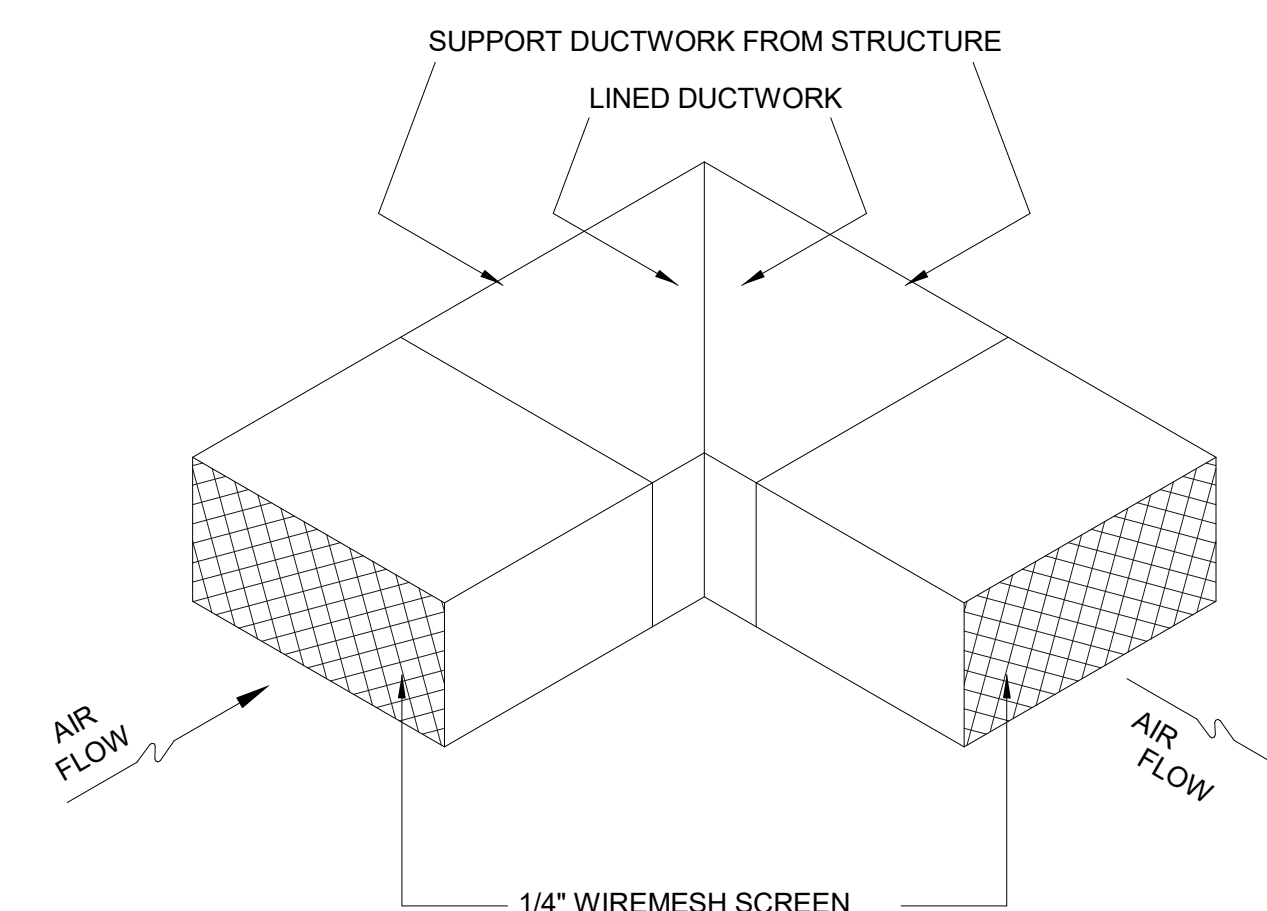 SUPPORT DUCTWORK FROM STRUCTURE
LINED DUCTWORK
AIR
FLOW
AIR
FLOW
1/4" WIREMESH SCREEN